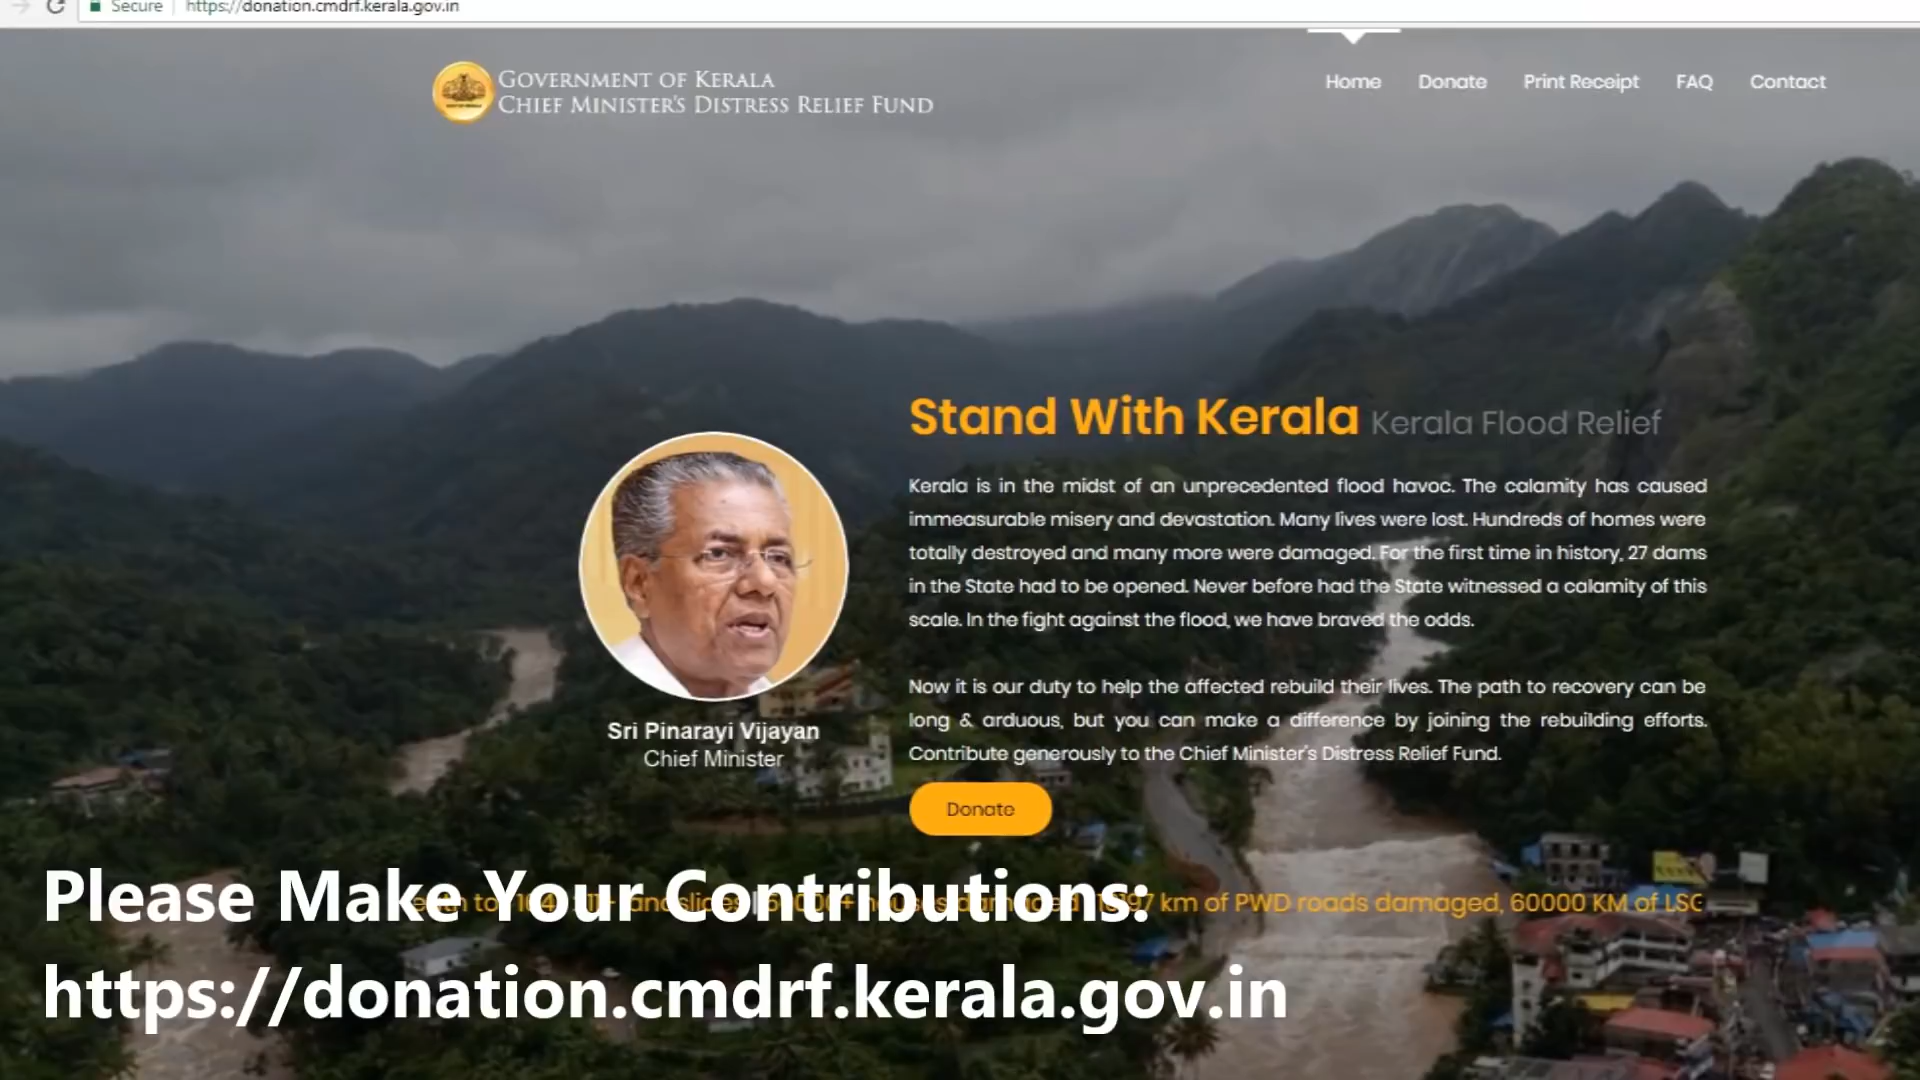 Secure https://donation.cmdrf.kerala.gov.in
GOVERNMENT OF KERALA
CHIEF MINISTER'S DISTRESS RELIEF FUND
Home Donate Print Receipt FAQ Contact
Stand With Kerala Kerala Flood Relief
Kerala is in the midst of an unprecedented flood havoc. The calamity has caused
immeasurable misery and devastation. Many lives were lost. Hundreds of homes were
totally destroyed and many more were damaged. For the first time in history, 27 dams
in the State had to be opened. Never before had the State witnessed a calamity of this
scale. In the fight against the flood, we have braved the odds.
Now it is our duty to help the affected rebuild their lives. The path to recovery can be
long & arduous, but you can make a difference by joining the rebuilding efforts.
Contribute generously to the Chief Minister's Distress Relief Fund.
Sri Pinarayi Vijayan
Chief Minister
Donate
km of PWD roads damaged, 60000 KM of LSG
Please Make Your Contributions:
https://donation.cmdrf.kerala.gov.in